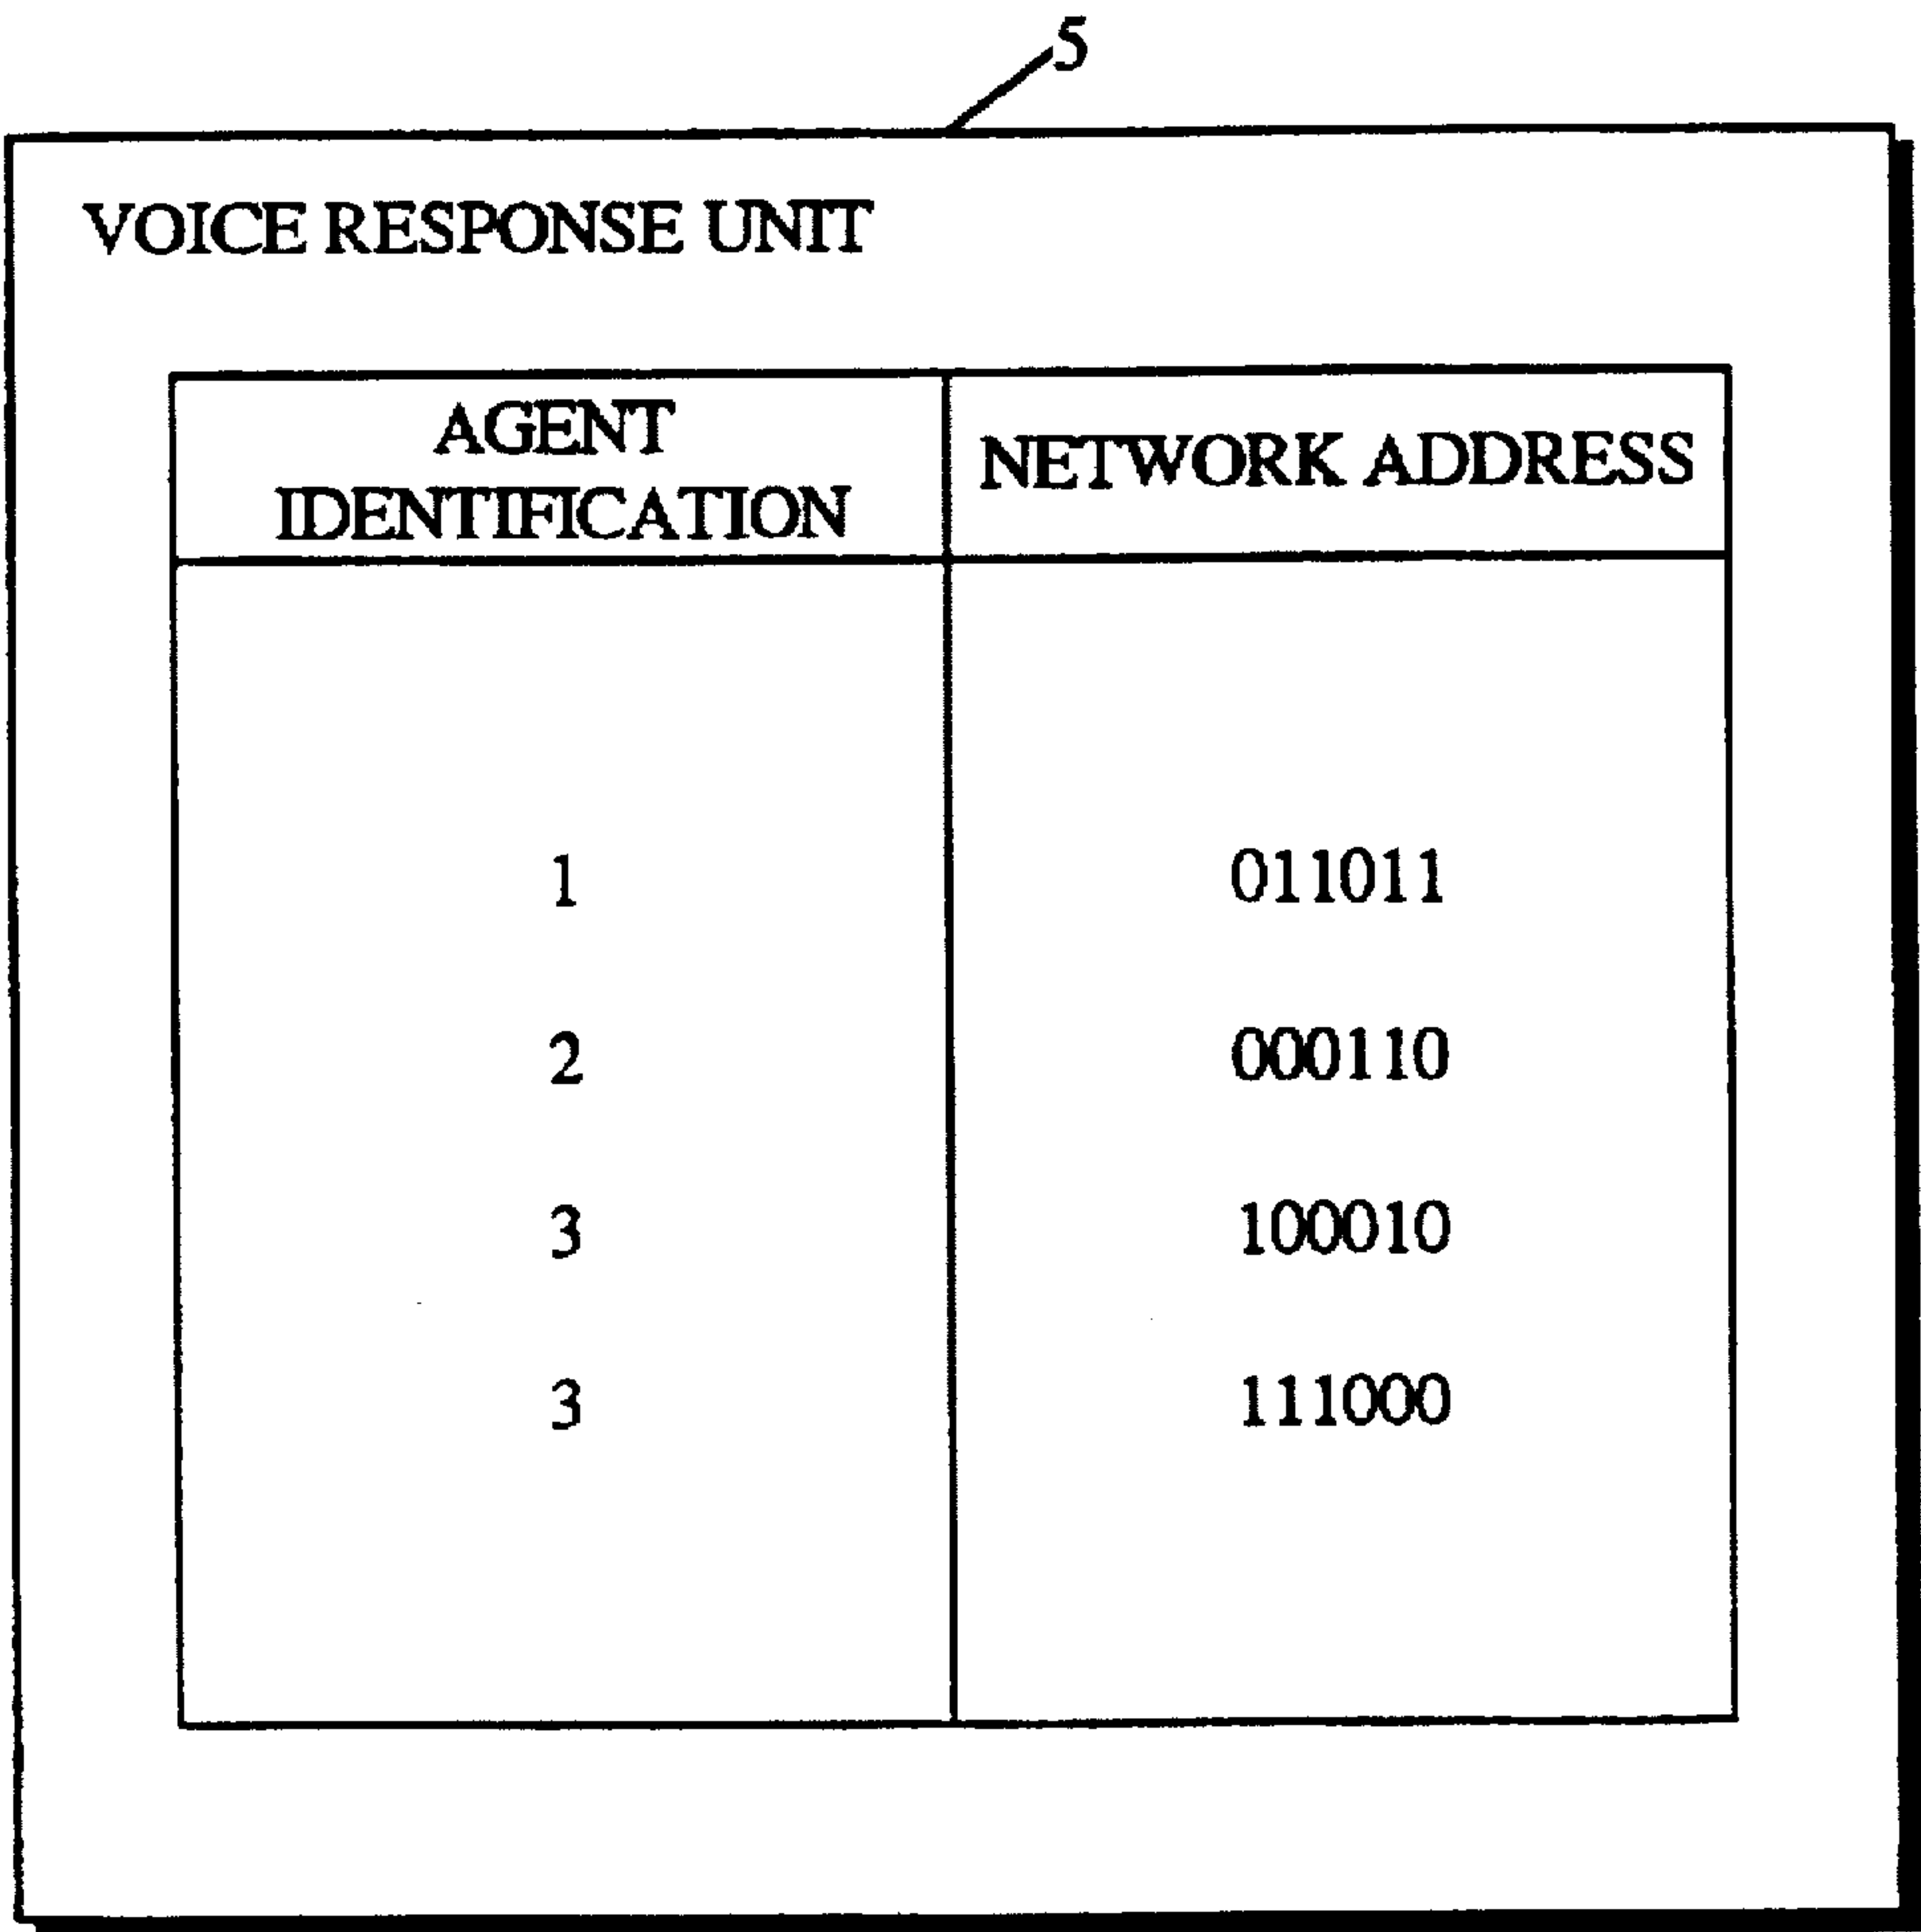 5
VOICE RESPONSE UNIT
AGENT
IDENTIFICATION
NETWORK ADDRESS
1 011011
2 000110
3 100010
3 111000